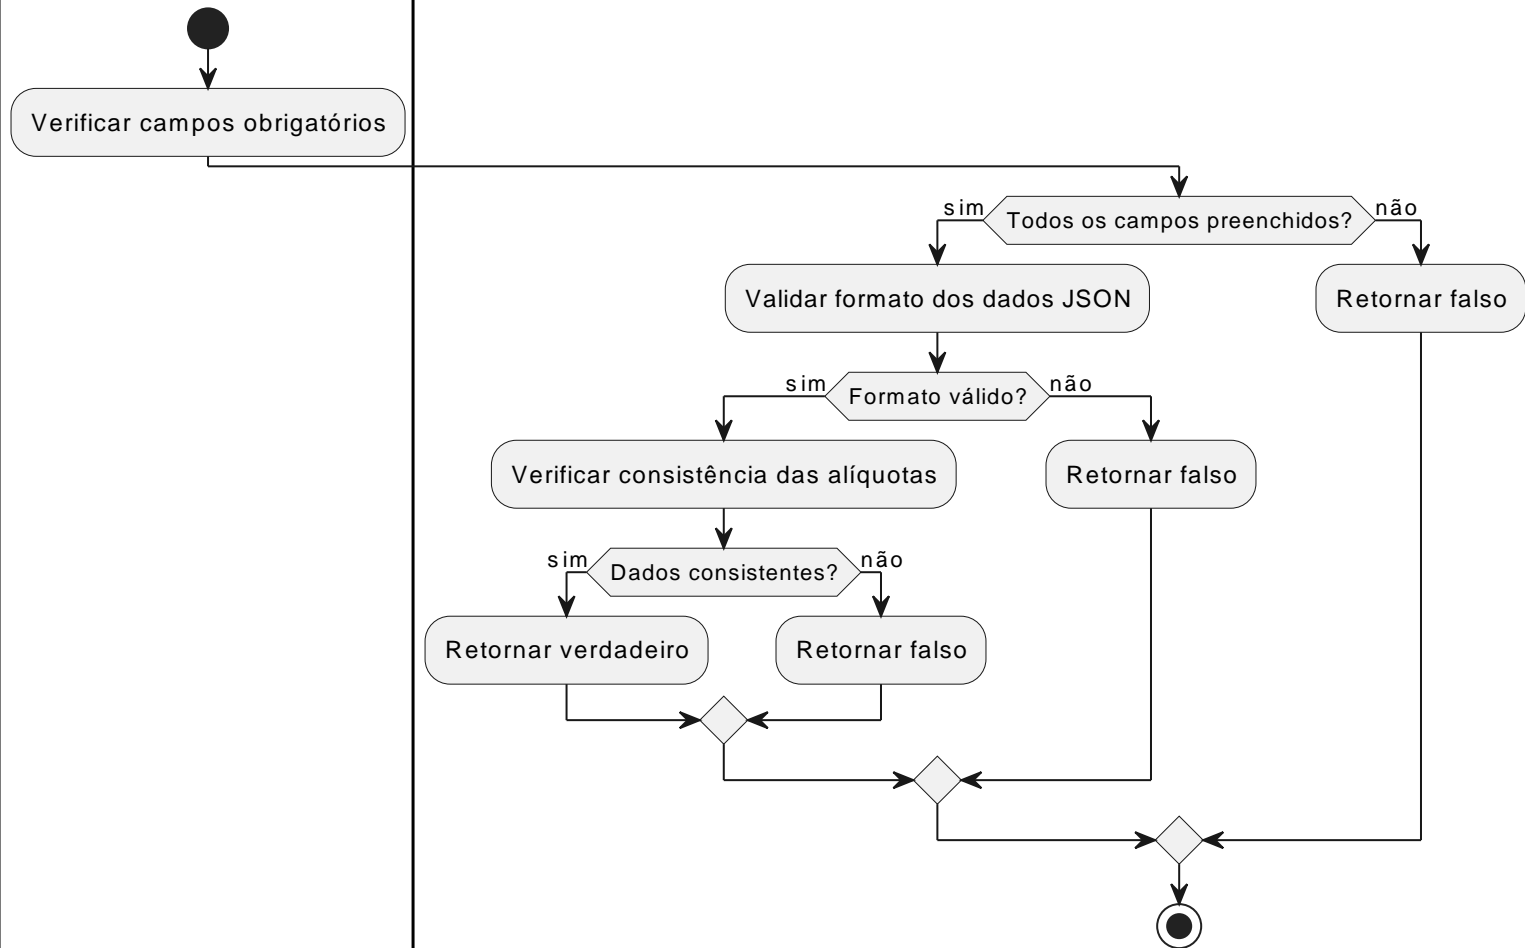 Verificar campos obrigatórios
sim
Todos os campos preenchidos?
não
Validar formato dos dados JSON
Retornar falso
sim
Formato válido?
não
Verificar consistência das alíquotas
Retornar falso
sim
Dados consistentes?
não
Retornar verdadeiro
Retornar falso